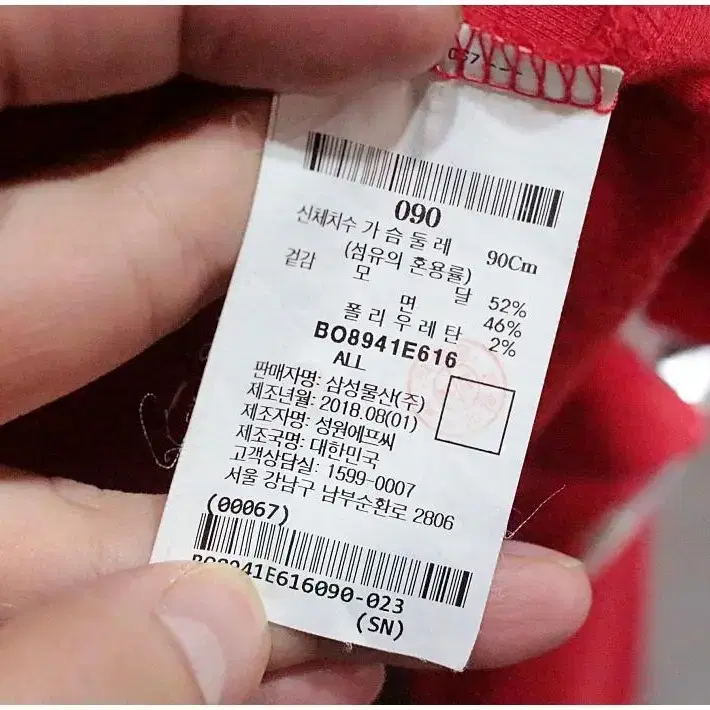 090
신체치수 가 슴 둘 레 90Cm
(섬유의 혼용률)
겉감 모 달 52%
면 46%
폴 리 우 레 탄 2%
BO8941E616
ALL
판매자명: 삼성물산(주)
제조년월: 2018.08(01)
제조자명: 성원에프씨
제조국명: 대한민국
고객상담실: 1599-0007
서울 강남구 남부순환로 2806
(00067)
BO8941E616090-023
(SN)